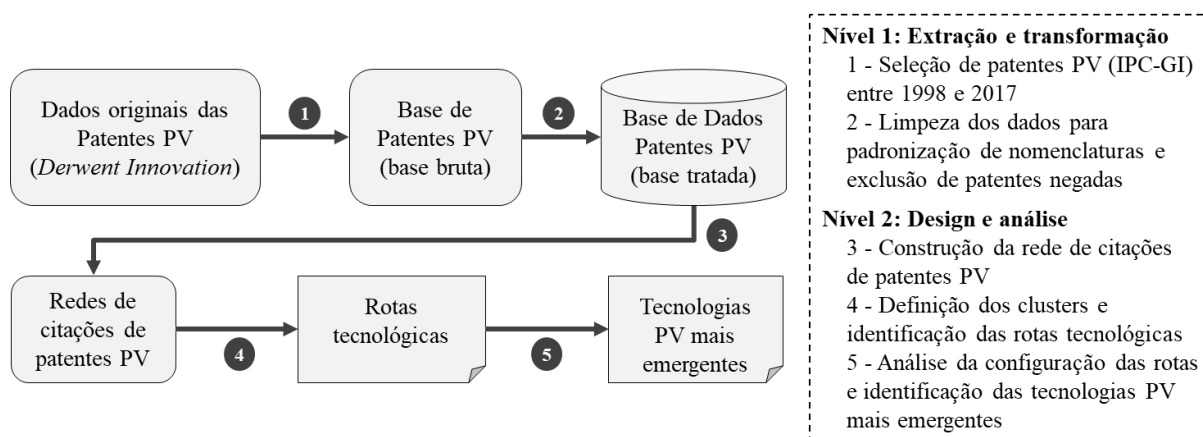 Dados originais das
Patentes PV
(Derwent Innovation)
1
Base de
Patentes PV
(base bruta)
2
Base de Dados
Patentes PV
(base tratada)
3
Redes de
citações de
patentes PV
4
Rotas
tecnológicas
5
Tecnologias
PV mais
emergentes
Nível 1: Extração e transformação
1 - Seleção de patentes PV (IPC-GI)
entre 1998 e 2017
2 - Limpeza dos dados para
padronização de nomenclaturas e
exclusão de patentes negadas
Nível 2: Design e análise
3 - Construção da rede de citações
de patentes PV
4 - Definição dos clusters e
identificação das rotas tecnológicas
5 - Análise da configuração das rotas
e identificação das tecnologias PV
mais emergentes